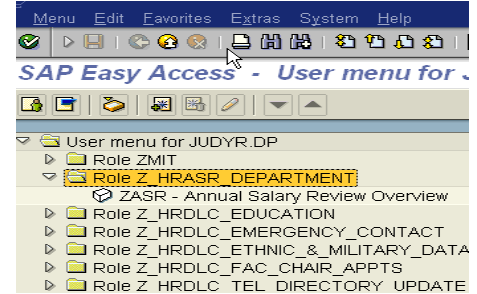 Menu Edit Favorites Extras System Help
SAP Easy Access - User menu for
User menu for JUDYR.DP
Role ZMIT
Role Z_HRASR_DEPARTMENT
ZASR - Annual Salary Review Overview
Role Z_HRDLC_EDUCATION
Role Z_HRDLC_EMERGENCY_CONTACT
Role Z_HRDLC_ETHNIC_&_MILITARY_DATA
Role Z_HRDLC_FAC_CHAIR_APPTS
Role Z_HRDLC_TEL_DIRECTORY_UPDATE